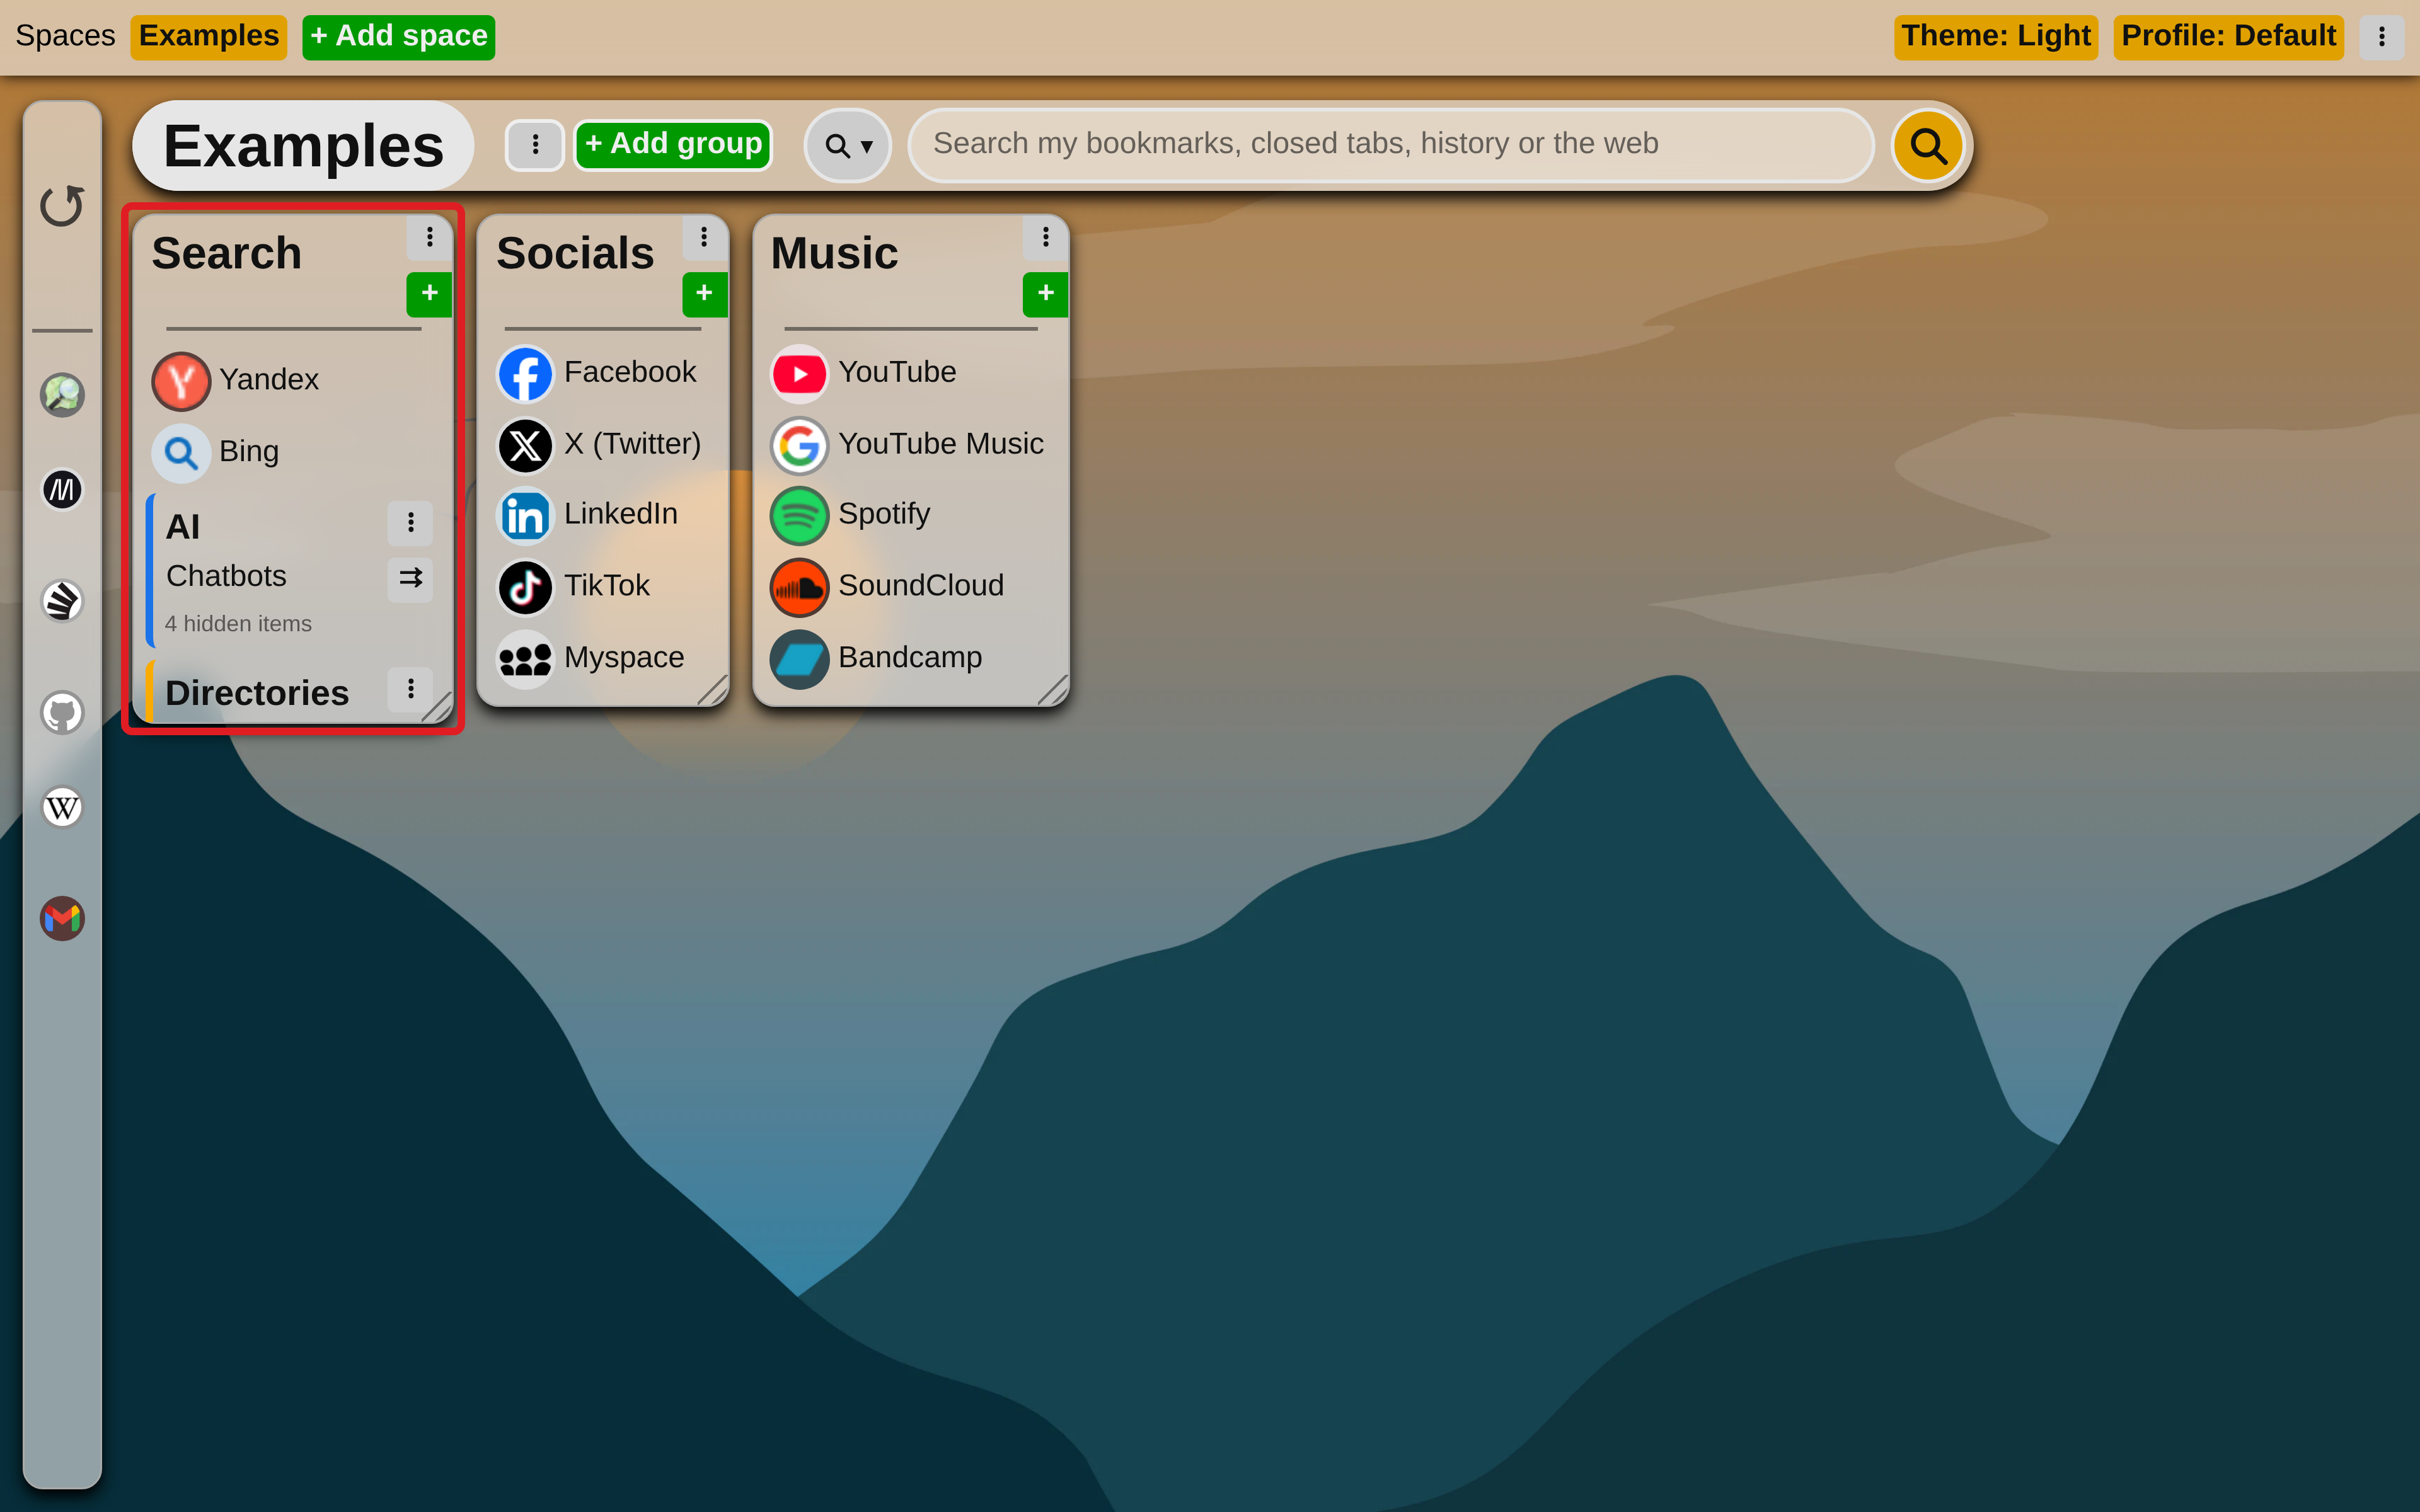 Spaces Examples + Add space Theme: Light Profile: Default
Examples + Add group Search my bookmarks, closed tabs, history or the web
Search
+
Yandex
Bing
AI
Chatbots
4 hidden items
Directories
Socials
+
Facebook
X (Twitter)
LinkedIn
TikTok
Myspace
Music
+
YouTube
YouTube Music
Spotify
SoundCloud
Bandcamp